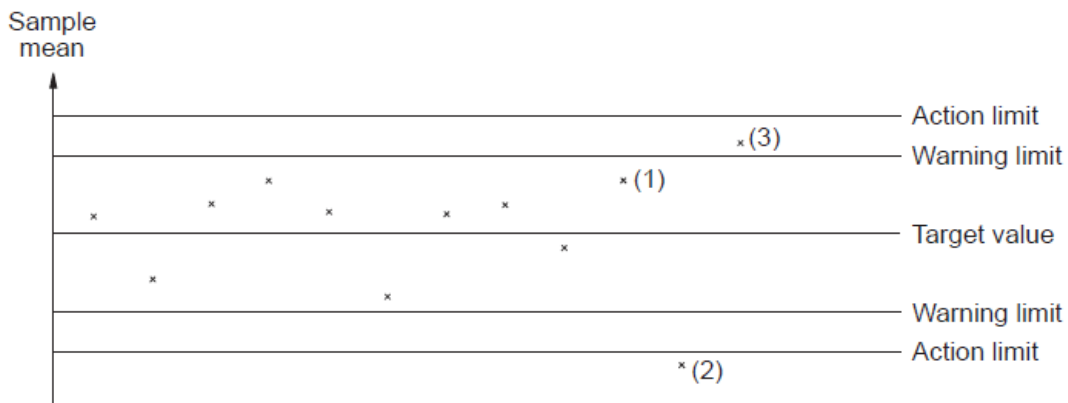 Sample
mean
Action limit
(3)
Warning limit
(1)
Target value
Warning limit
Action limit
(2)